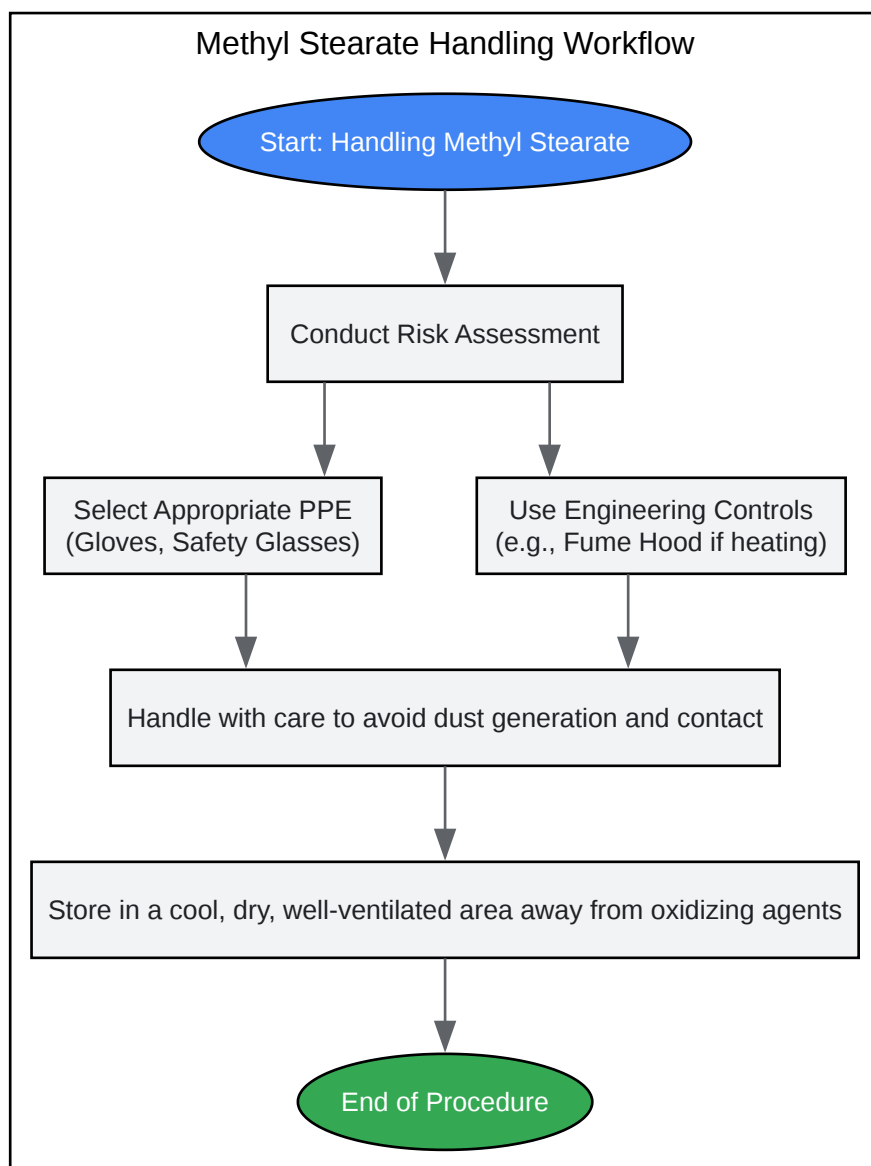 Methyl Stearate Handling Workflow
Start: Handling Methyl Stearate
Conduct Risk Assessment
Select Appropriate PPE
(Gloves, Safety Glasses)
Use Engineering Controls
(e.g., Fume Hood if heating)
Handle with care to avoid dust generation and contact
Store in a cool, dry, well-ventilated area away from oxidizing agents
End of Procedure